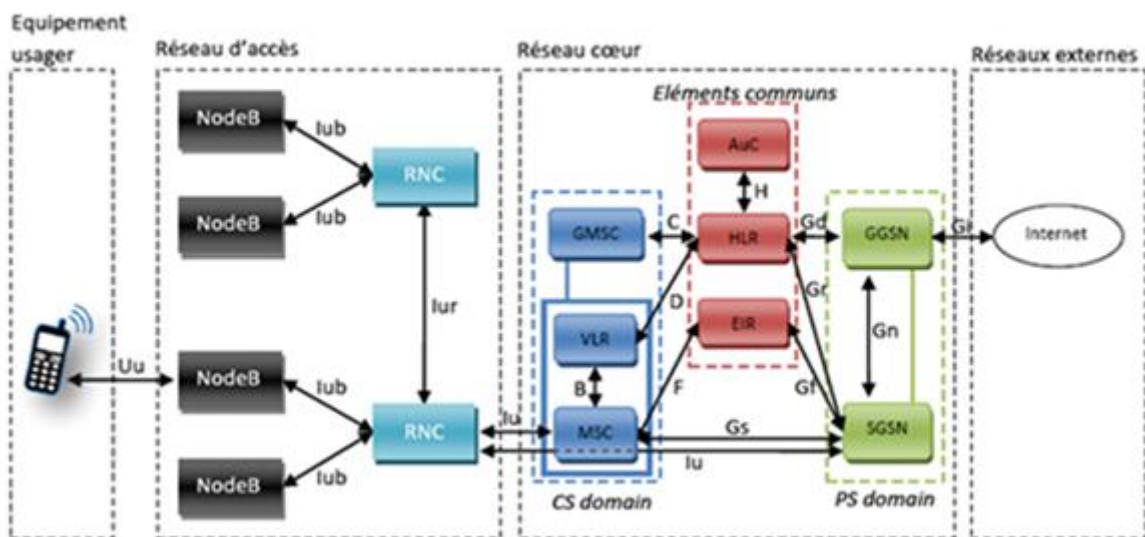 Equipement
usager
Réseau d'accès
Réseau cœur
Réseaux externes
Eléments communs
NodeB
Iub
RNC
AuC
H
NodeB
Iub
GMSC
C
HLR
Gd
GGSN
Gi
Internet
D
Gr
Iur
VLR
EIR
Gn
Uu
NodeB
Iub
B
F
Gf
RNC
Iu
MSC
Gs
SGSN
Iu
NodeB
Iub
CS domain
PS domain